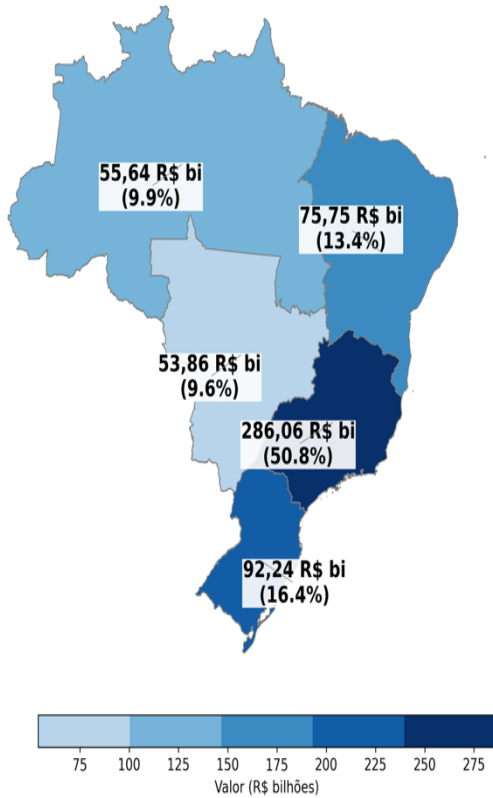 55,64 R$ bi
(9.9%)
75,75 R$ bi
(13.4%)
53,86 R$ bi
(9.6%)
286,06 R$ bi
(50.8%)
92,24 R$ bi
(16.4%)
75 100 125 150 175 200 225 250 275
Valor (R$ bilhões)